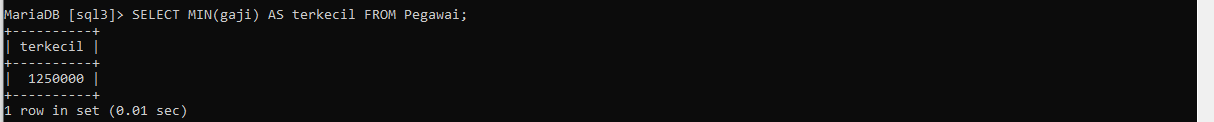 MariaDB [sql3]> SELECT MIN(gaji) AS terkecil FROM Pegawai;
+----------+
| terkecil |
+----------+
|  1250000 |
+----------+
1 row in set (0.01 sec)